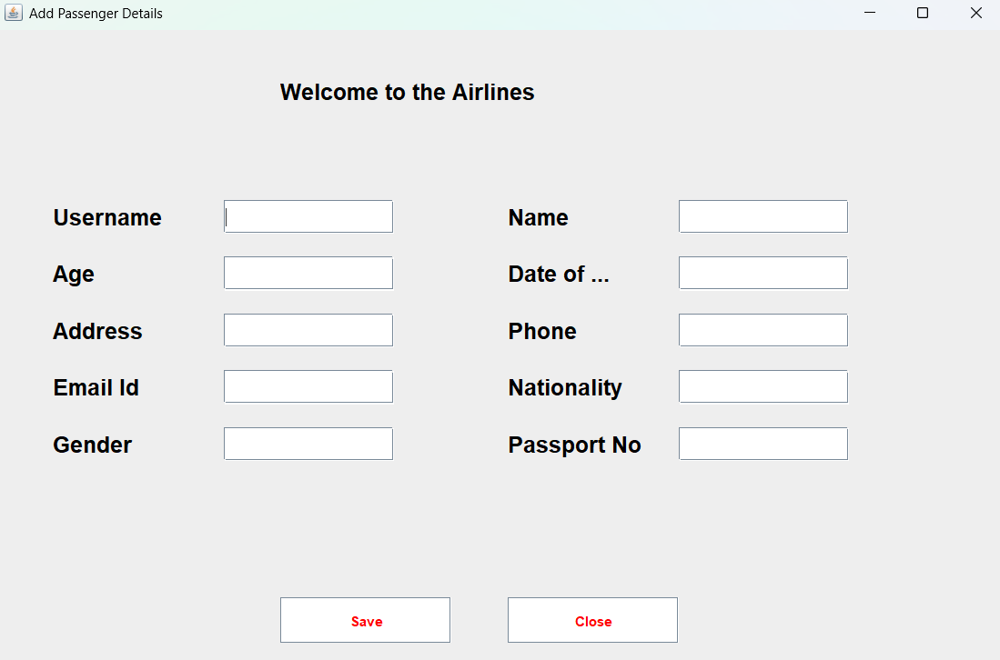 Add Passenger Details
Welcome to the Airlines
Username
Name
Age
Date of ...
Address
Phone
Email Id
Nationality
Gender
Passport No
Save
Close